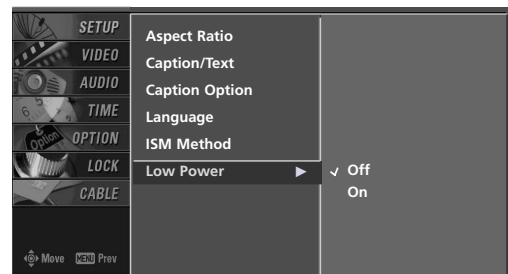 SETUP
VIDEO
AUDIO
TIME
OPTION
LOCK
CABLE
Move MENU Prev
Aspect Ratio
Caption/Text
Caption Option
Language
ISM Method
Low Power
Off
On